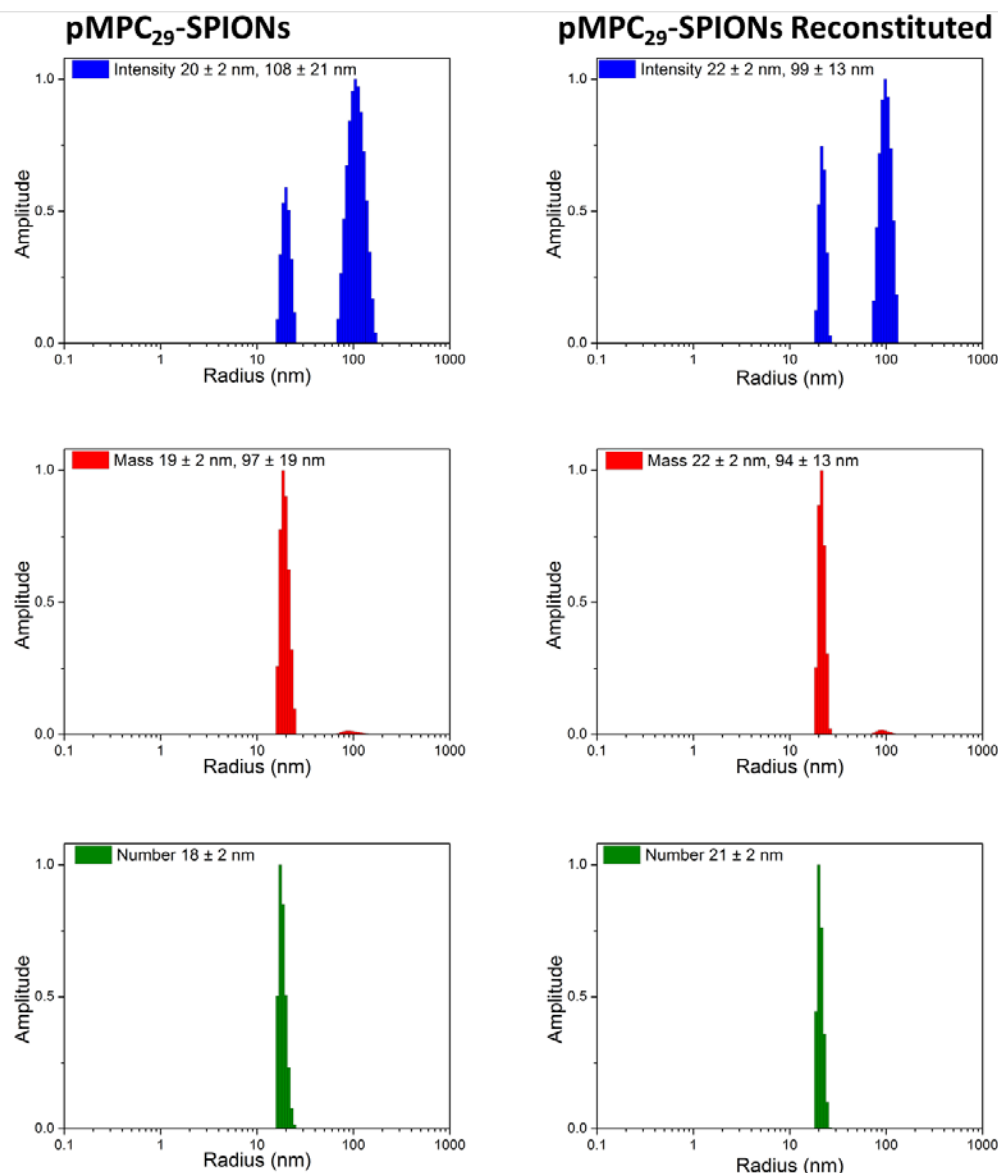 pMPC₂₉-SPIONs
pMPC₂₉-SPIONs Reconstituted
Intensity 20 ± 2 nm, 108 ± 21 nm
1.0
0.5
0.0
Amplitude
0.1 1 10 100 1000
Radius (nm)
Intensity 22 ± 2 nm, 99 ± 13 nm
1.0
0.5
0.0
Amplitude
0.1 1 10 100 1000
Radius (nm)
Mass 19 ± 2 nm, 97 ± 19 nm
1.0
0.5
0.0
Amplitude
0.1 1 10 100 1000
Radius (nm)
Mass 22 ± 2 nm, 94 ± 13 nm
1.0
0.5
0.0
Amplitude
0.1 1 10 100 1000
Radius (nm)
Number 18 ± 2 nm
1.0
0.5
0.0
Amplitude
0.1 1 10 100 1000
Radius (nm)
Number 21 ± 2 nm
1.0
0.5
0.0
Amplitude
0.1 1 10 100 1000
Radius (nm)